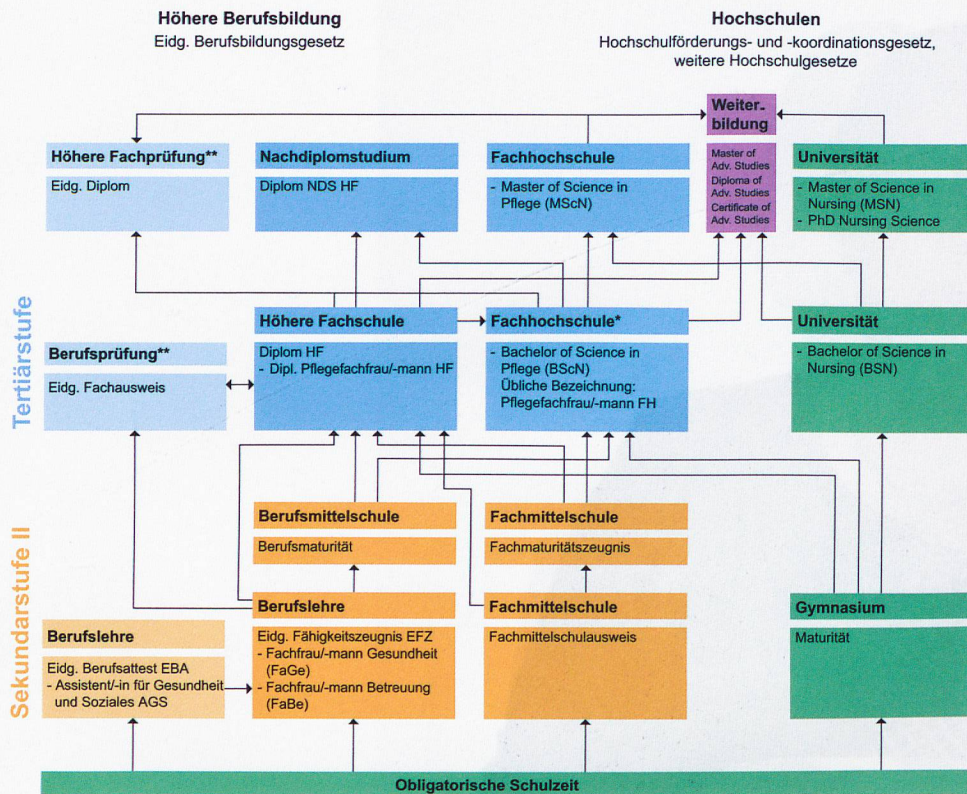 Höhere Berufsbildung
Eidg. Berufsbildungsgesetz
Hochschulen
Hochschulförderungs- und -koordinationsgesetz,
weitere Hochschulgesetze
Weiter-
bildung
Master of
Adv. Studies
Diploma of
Adv. Studies
Certificate of
Adv. Studies
Höhere Fachprüfung**
Eidg. Diplom
Nachdiplomstudium
Diplom NDS HF
Fachhochschule
- Master of Science in
Pflege (MScN)
Universität
- Master of Science in
Nursing (MSN)
- PhD Nursing Science
Tertiärstufe
Berufsprüfung**
Eidg. Fachausweis
Höhere Fachschule
Diplom HF
- Dipl. Pflegefachfrau/-mann HF
Fachhochschule*
- Bachelor of Science in
Pflege (BScN)
Übliche Bezeichnung:
Pflegefachfrau/-mann FH
Universität
- Bachelor of Science in
Nursing (BSN)
Sekundarstufe II
Berufsmittelschule
Berufsmaturität
Fachmittelschule
Fachmaturitätszeugnis
Berufslehre
Eidg. Berufsattest EBA
- Assistent/-in für Gesundheit
und Soziales AGS
Berufslehre
Eidg. Fähigkeitszeugnis EFZ
- Fachfrau/-mann Gesundheit
(FaGe)
- Fachfrau/-mann Betreuung
(FaBe)
Fachmittelschule
Fachmittelschulausweis
Gymnasium
Maturität
Obligatorische Schulzeit